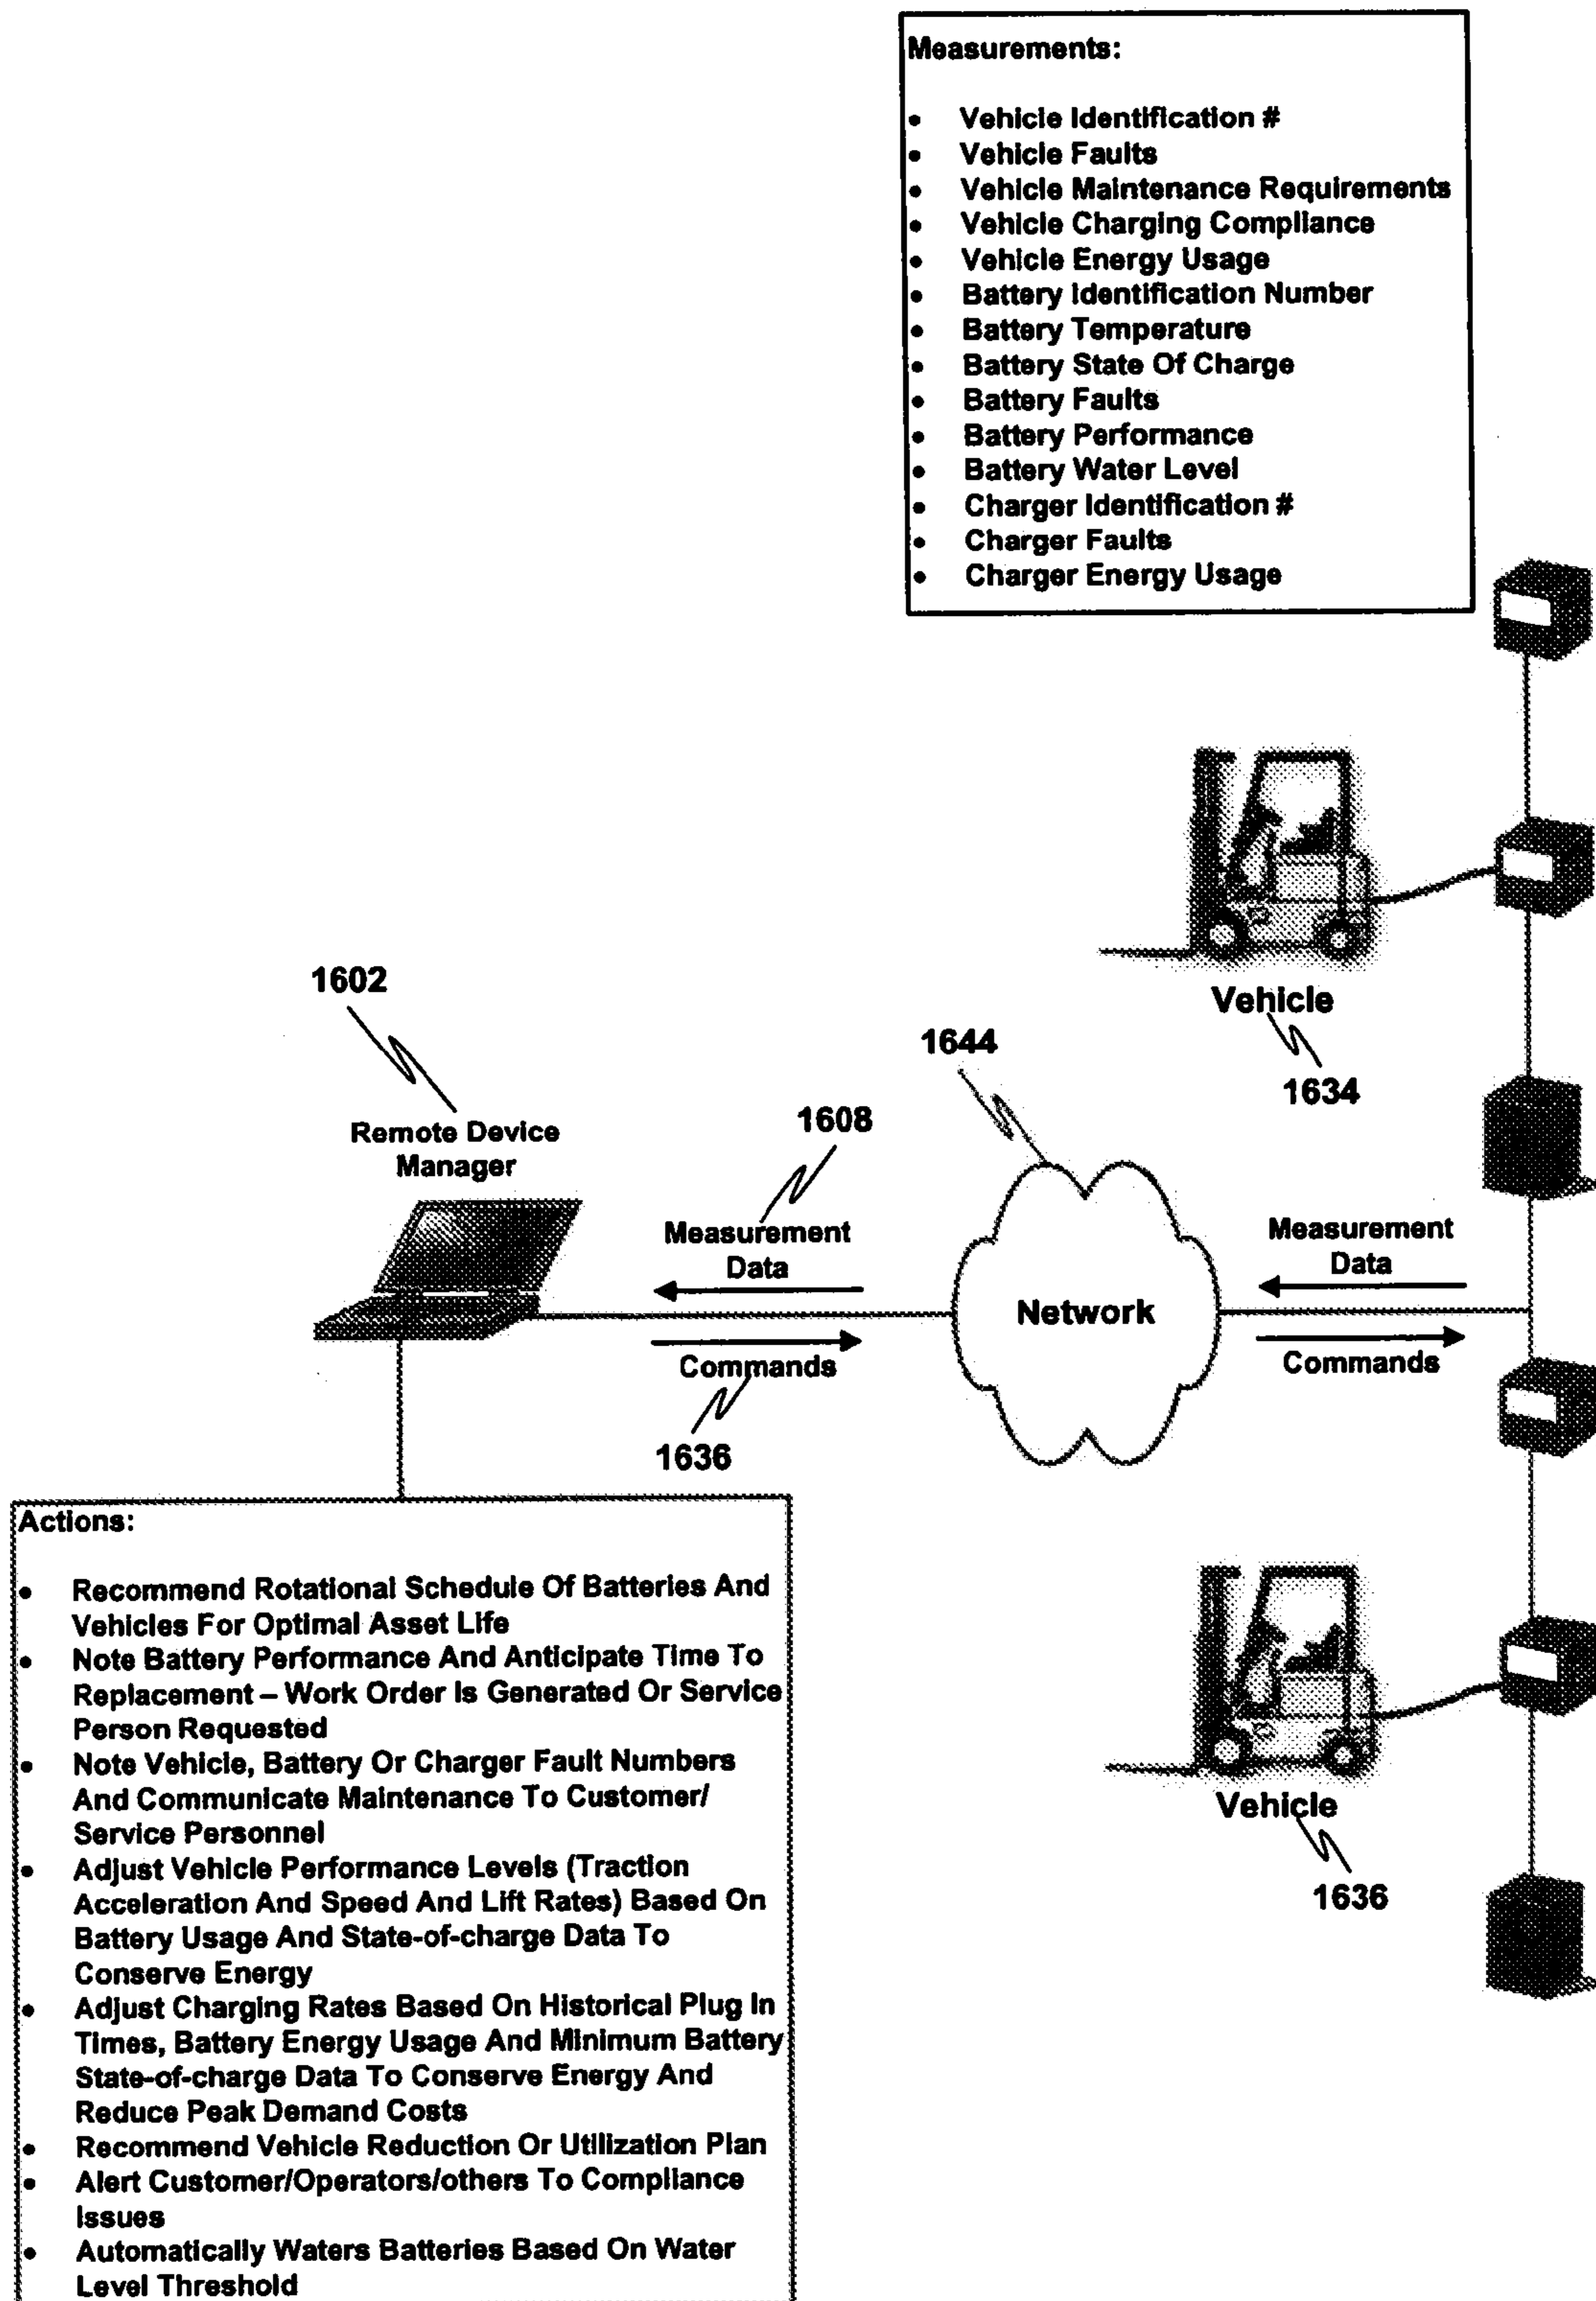 Measurements:
• Vehicle Identification #
• Vehicle Faults
• Vehicle Maintenance Requirements
• Vehicle Charging Compliance
• Vehicle Energy Usage
• Battery Identification Number
• Battery Temperature
• Battery State Of Charge
• Battery Faults
• Battery Performance
• Battery Water Level
• Charger Identification #
• Charger Faults
• Charger Energy Usage
Vehicle
1634
1602
Remote Device
Manager
1644
1608
Measurement
Data
Commands
1636
Network
Measurement
Data
Commands
Vehicle
1636
Actions:
• Recommend Rotational Schedule Of Batteries And
Vehicles For Optimal Asset Life
• Note Battery Performance And Anticipate Time To
Replacement – Work Order Is Generated Or Service
Person Requested
• Note Vehicle, Battery Or Charger Fault Numbers
And Communicate Maintenance To Customer/
Service Personnel
• Adjust Vehicle Performance Levels (Traction
Acceleration And Speed And Lift Rates) Based On
Battery Usage And State-of-charge Data To
Conserve Energy
• Adjust Charging Rates Based On Historical Plug In
Times, Battery Energy Usage And Minimum Battery
State-of-charge Data To Conserve Energy And
Reduce Peak Demand Costs
• Recommend Vehicle Reduction Or Utilization Plan
• Alert Customer/Operators/others To Compliance
Issues
• Automatically Waters Batteries Based On Water
Level Threshold